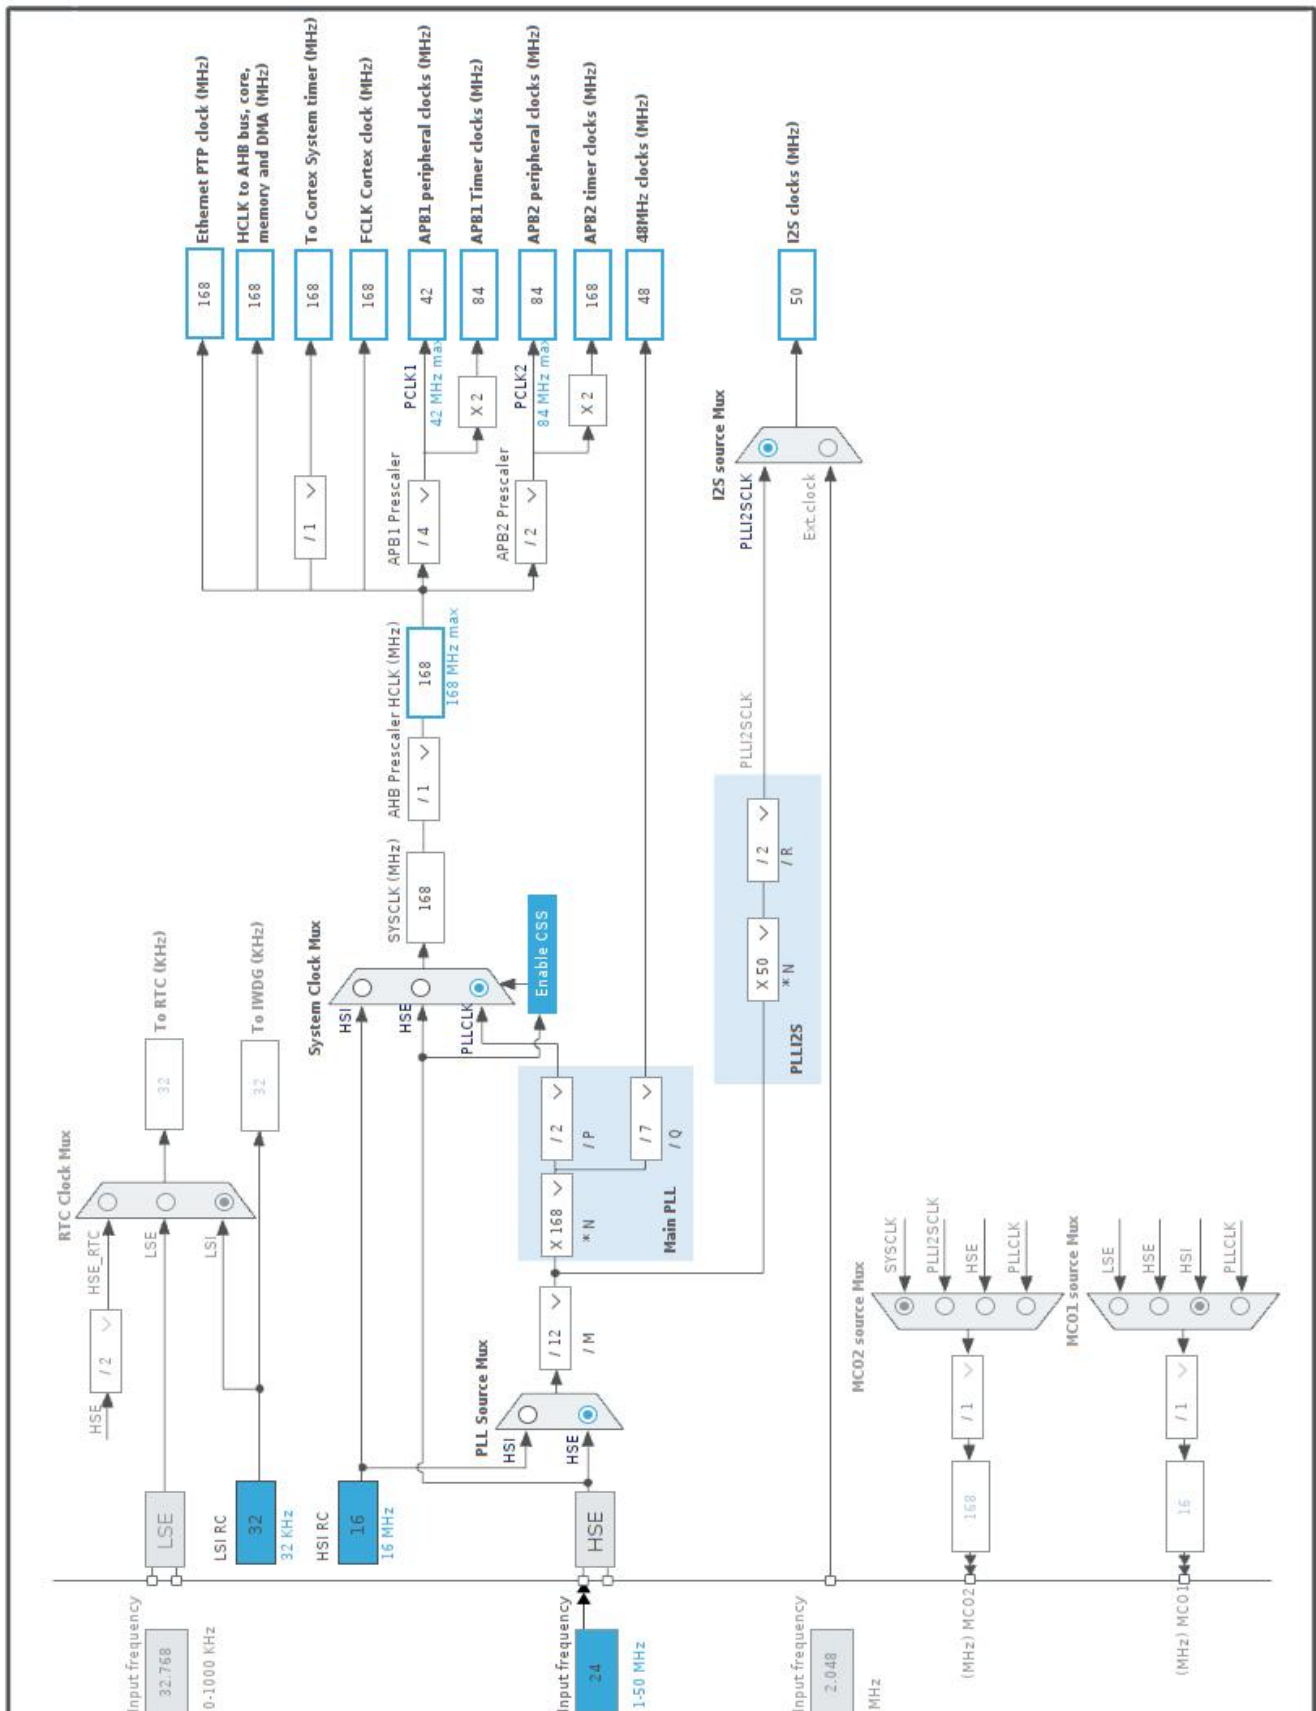 RTC Clock Mux
HSE
/ 2
HSE_RTC
Input frequency
32.768
0-1000 KHz
LSE
LSE
32
To RTC (KHz)
LSI RC
32
32 KHz
LSI
32
To IWDG (KHz)
HSI RC
16
16 MHz
System Clock Mux
HSI
HSE
PLLCLK
Enable CSS
SYSCLK (MHz)
168
AHB Prescaler
/ 1
HCLK (MHz)
168
168 MHz max
168
Ethernet PTP clock (MHz)
168
HCLK to AHB bus, core,
memory and DMA (MHz)
/ 1
168
To Cortex System timer (MHz)
168
FCLK Cortex clock (MHz)
APB1 Prescaler
/ 4
PCLK1
42 MHz max
42
APB1 peripheral clocks (MHz)
X 2
84
APB1 Timer clocks (MHz)
APB2 Prescaler
/ 2
PCLK2
84 MHz max
84
APB2 peripheral clocks (MHz)
X 2
168
APB2 timer clocks (MHz)
48
48MHz clocks (MHz)
PLL Source Mux
HSI
HSE
Input frequency
24
1-50 MHz
HSE
/ 12
/ M
X 168
* N
/ 2
/ P
/ 7
/ Q
Main PLL
X 50
* N
/ 2
/ R
PLLI2S
PLLI2SCLK
I2S source Mux
PLLI2SCLK
Ext.clock
50
I2S clocks (MHz)
Input frequency
2.048
MHz
MCO2 source Mux
SYSCLK
PLLI2SCLK
HSE
PLLCLK
/ 1
168
(MHz) MCO2
MCO1 source Mux
LSE
HSE
HSI
PLLCLK
/ 1
16
(MHz) MCO1